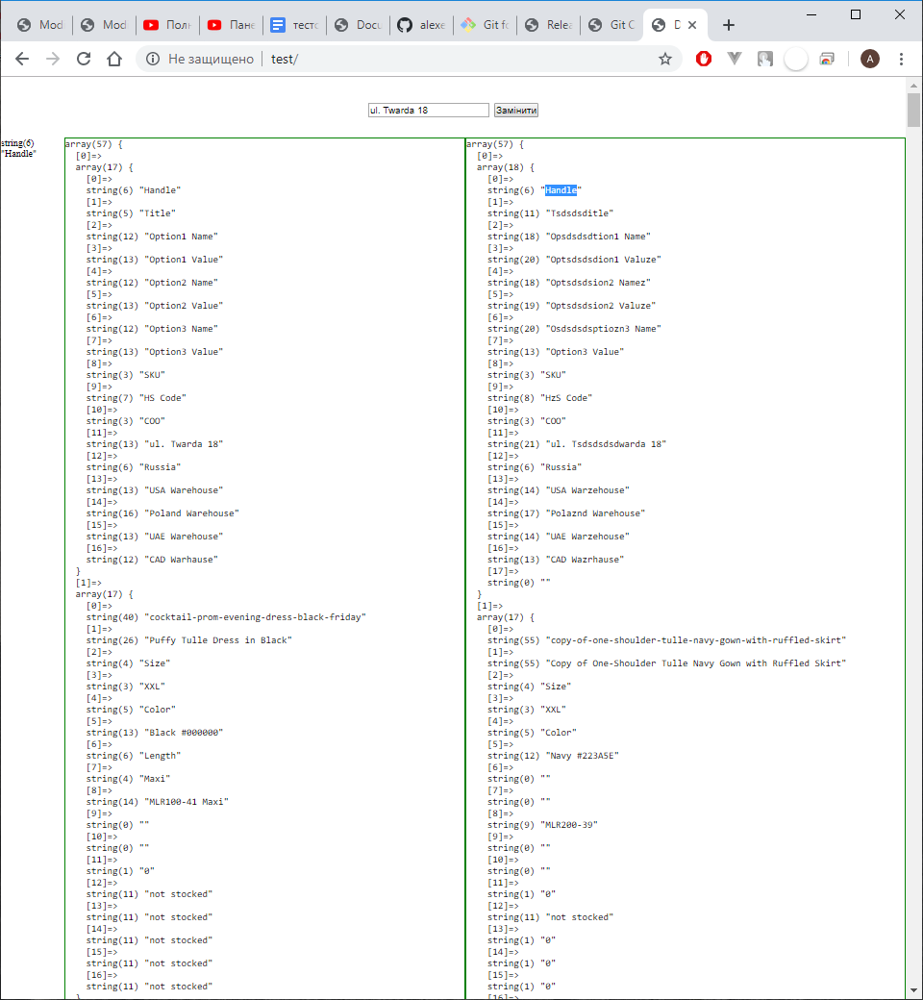 Mod
Mod
Пол
Пане
тест
Docu
alexe
Git fo
Relea
Git C
D
Не защищено
test/
A
ul. Twarda 18
Замінити
string(6)
"Handle"
array(57) {
[0]=>
array(17) {
[0]=>
string(6) "Handle"
[1]=>
string(5) "Title"
[2]=>
string(12) "Option1 Name"
[3]=>
string(13) "Option1 Value"
[4]=>
string(12) "Option2 Name"
[5]=>
string(13) "Option2 Value"
[6]=>
string(12) "Option3 Name"
[7]=>
string(13) "Option3 Value"
[8]=>
string(3) "SKU"
[9]=>
string(7) "HS Code"
[10]=>
string(3) "COO"
[11]=>
string(13) "ul. Twarda 18"
[12]=>
string(6) "Russia"
[13]=>
string(13) "USA Warehouse"
[14]=>
string(16) "Poland Warehouse"
[15]=>
string(13) "UAE Warehouse"
[16]=>
string(12) "CAD Warhause"
}
[1]=>
array(17) {
[0]=>
string(40) "cocktail-prom-evening-dress-black-friday"
[1]=>
string(26) "Puffy Tulle Dress in Black"
[2]=>
string(4) "Size"
[3]=>
string(3) "XXL"
[4]=>
string(5) "Color"
[5]=>
string(13) "Black #000000"
[6]=>
string(6) "Length"
[7]=>
string(4) "Maxi"
[8]=>
string(14) "MLR100-41 Maxi"
[9]=>
string(0) ""
[10]=>
string(0) ""
[11]=>
string(1) "0"
[12]=>
string(11) "not stocked"
[13]=>
string(11) "not stocked"
[14]=>
string(11) "not stocked"
[15]=>
string(11) "not stocked"
[16]=>
string(11) "not stocked"
}
array(57) {
[0]=>
array(18) {
[0]=>
string(6) "Handle"
[1]=>
string(11) "Tsdsdsditle"
[2]=>
string(18) "Opsdsdsdtion1 Name"
[3]=>
string(20) "Optsdsdsdion1 Valuze"
[4]=>
string(18) "Optsdsdsion2 Namez"
[5]=>
string(19) "Optsdsdsion2 Valuze"
[6]=>
string(20) "Osdsdsdsptiozn3 Name"
[7]=>
string(13) "Option3 Value"
[8]=>
string(3) "SKU"
[9]=>
string(8) "HzS Code"
[10]=>
string(3) "COO"
[11]=>
string(21) "ul. Tsdsdsdsdwarda 18"
[12]=>
string(6) "Russia"
[13]=>
string(14) "USA Warzehouse"
[14]=>
string(17) "Polaznd Warehouse"
[15]=>
string(14) "UAE Warzehouse"
[16]=>
string(13) "CAD Wazrhause"
[17]=>
string(0) ""
}
[1]=>
array(17) {
[0]=>
string(55) "copy-of-one-shoulder-tulle-navy-gown-with-ruffled-skirt"
[1]=>
string(55) "Copy of One-Shoulder Tulle Navy Gown with Ruffled Skirt"
[2]=>
string(4) "Size"
[3]=>
string(3) "XXL"
[4]=>
string(5) "Color"
[5]=>
string(12) "Navy #223A5E"
[6]=>
string(0) ""
[7]=>
string(0) ""
[8]=>
string(9) "MLR200-39"
[9]=>
string(0) ""
[10]=>
string(0) ""
[11]=>
string(1) "0"
[12]=>
string(11) "not stocked"
[13]=>
string(1) "0"
[14]=>
string(1) "0"
[15]=>
string(1) "0"
[16]=>